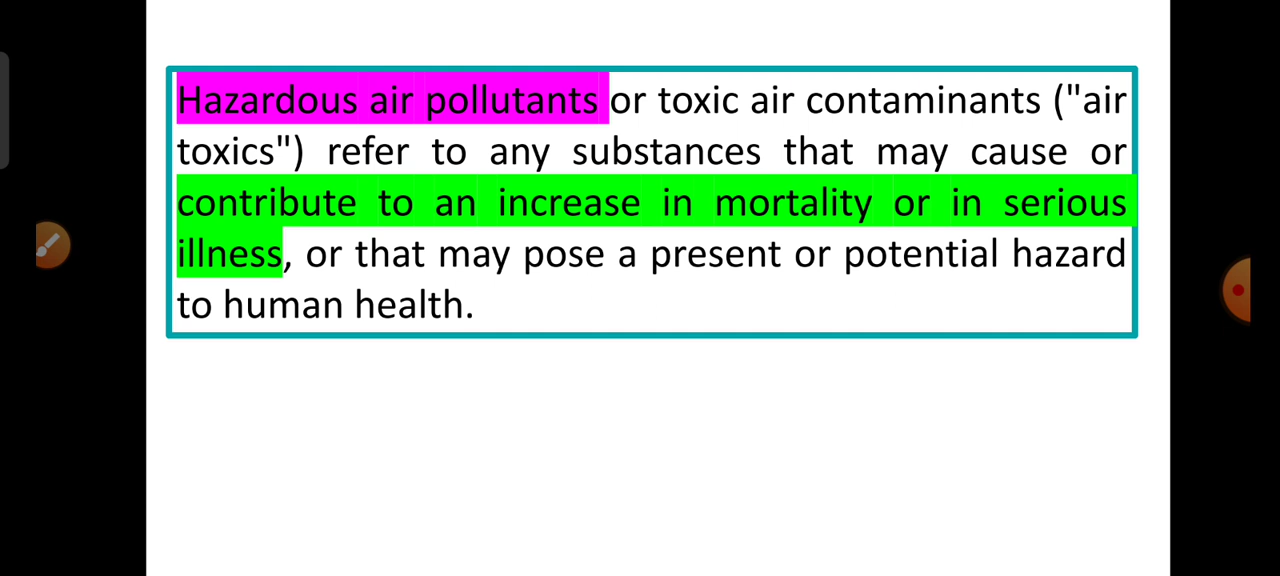 Hazardous air pollutants or toxic air contaminants ("air
toxics") refer to any substances that may cause or
contribute to an increase in mortality or in serious
illness, or that may pose a present or potential hazard
to human health.